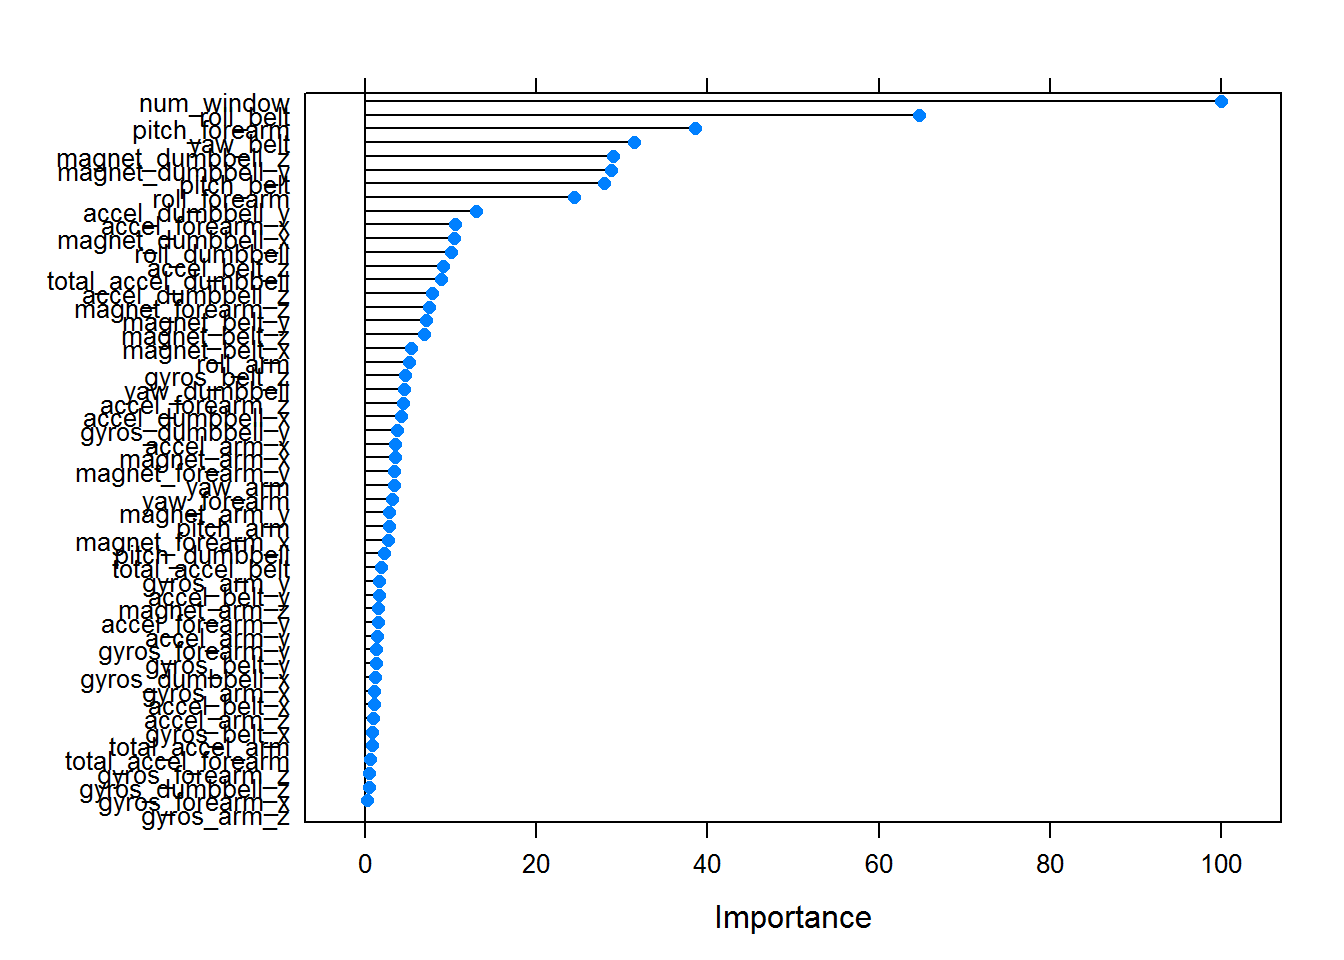 num_window
roll_belt
pitch_forearm
yaw_belt
magnet_dumbbell_z
magnet_dumbbell_y
pitch_belt
roll_forearm
accel_dumbbell_y
accel_forearm_x
magnet_dumbbell_x
roll_dumbbell
accel_belt_z
total_accel_dumbbell
accel_dumbbell_z
magnet_forearm_z
magnet_belt_y
magnet_belt_z
magnet_belt_x
roll_arm
gyros_belt_z
yaw_dumbbell
accel_forearm_z
accel_dumbbell_x
gyros_dumbbell_y
accel_arm_x
magnet_arm_x
magnet_forearm_y
yaw_arm
yaw_forearm
magnet_arm_y
pitch_arm
magnet_forearm_x
pitch_dumbbell
total_accel_belt
gyros_arm_y
accel_belt_y
magnet_arm_z
accel_forearm_y
accel_arm_y
gyros_forearm_y
gyros_belt_y
gyros_dumbbell_x
gyros_arm_x
accel_belt_x
accel_arm_z
gyros_belt_x
total_accel_arm
total_accel_forearm
gyros_forearm_z
gyros_dumbbell_z
gyros_forearm_x
gyros_arm_z
0 20 40 60 80 100
Importance